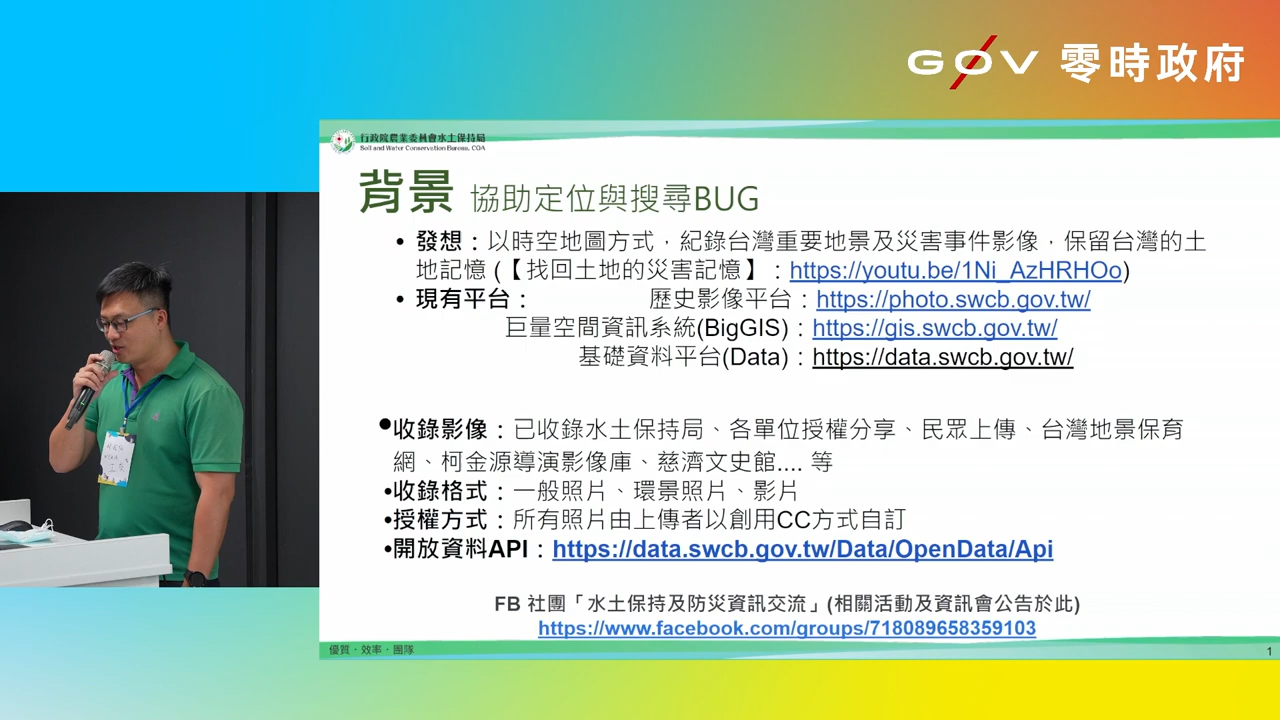 G0V 零時政府
行政院農業委員會水土保持局
Soil and Water Conservation Bureau, COA
背景 協助定位與搜尋BUG
• 發想：以時空地圖方式，紀錄台灣重要地景及災害事件影像，保留台灣的土
地記憶 (【找回土地的災害記憶】：https://youtu.be/1Ni_AzHRHOo)
• 現有平台： 歷史影像平台：https://photo.swcb.gov.tw/
巨量空間資訊系統(BigGIS)：https://gis.swcb.gov.tw/
基礎資料平台(Data)：https://data.swcb.gov.tw/
•收錄影像：已收錄水土保持局、各單位授權分享、民眾上傳、台灣地景保育
網、柯金源導演影像庫、慈濟文史館.... 等
•收錄格式：一般照片、環景照片、影片
•授權方式：所有照片由上傳者以創用CC方式自訂
•開放資料API：https://data.swcb.gov.tw/Data/OpenData/Api
FB 社團「水土保持及防災資訊交流」(相關活動及資訊會公告於此)
https://www.facebook.com/groups/718089658359103
優質．效率．團隊
1